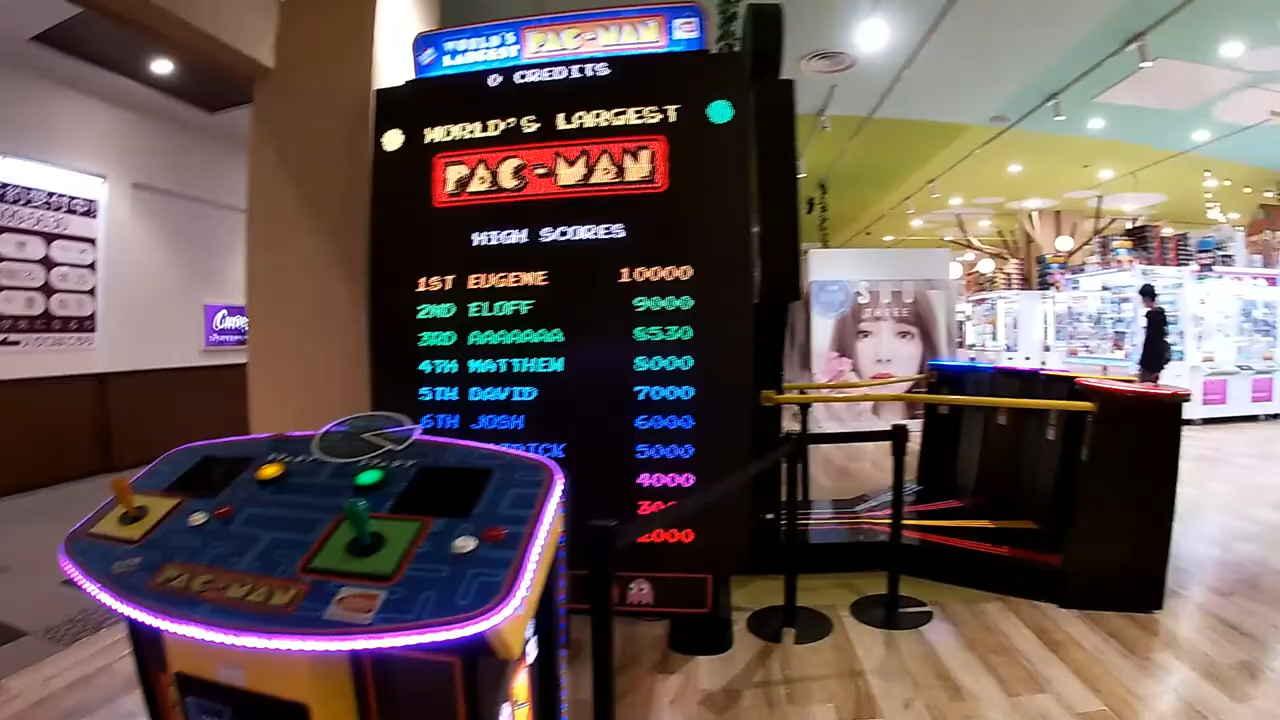 WORLD'S LARGEST PAC-MAN
0 CREDITS
WORLD'S LARGEST
PAC-MAN
HIGH SCORES
1ST EUGENE 10000
2ND ELOFF 9000
3RD AAAAAAA 8530
4TH MATTHEW 8000
5TH DAVID 7000
6TH JOSH 6000
5000
4000
2000
PAC-MAN